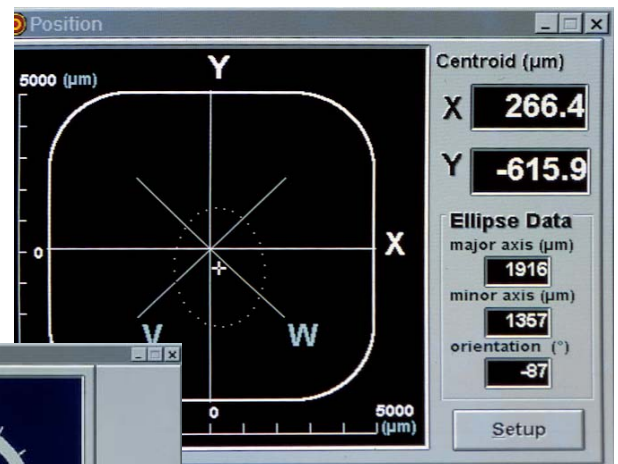 Position
5000 (µm)
Y
Centroid (µm)
X 266.4
Y -615.9
0
X
Ellipse Data
major axis (µm)
1916
minor axis (µm)
1357
orientation (°)
-87
V
W
0
5000
(µm)
Setup